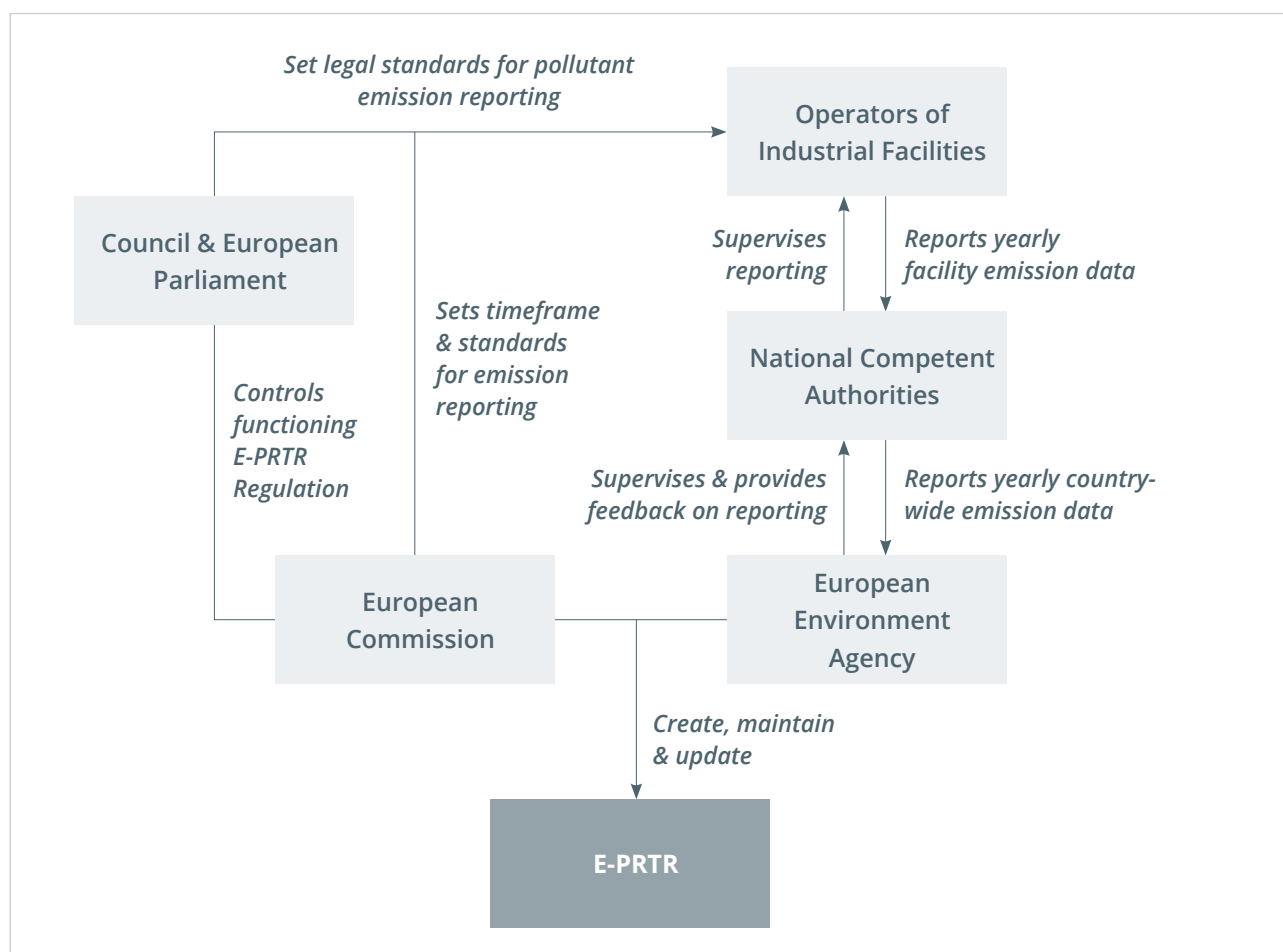 Set legal standards for pollutant
emission reporting
Operators of
Industrial Facilities
Council & European
Parliament
Supervises
reporting
Reports yearly
facility emission data
Sets timeframe
& standards
for emission
reporting
National Competent
Authorities
Controls
functioning
E-PRTR
Regulation
Supervises & provides
feedback on reporting
Reports yearly country-
wide emission data
European
Commission
European
Environment
Agency
Create, maintain
& update
E-PRTR